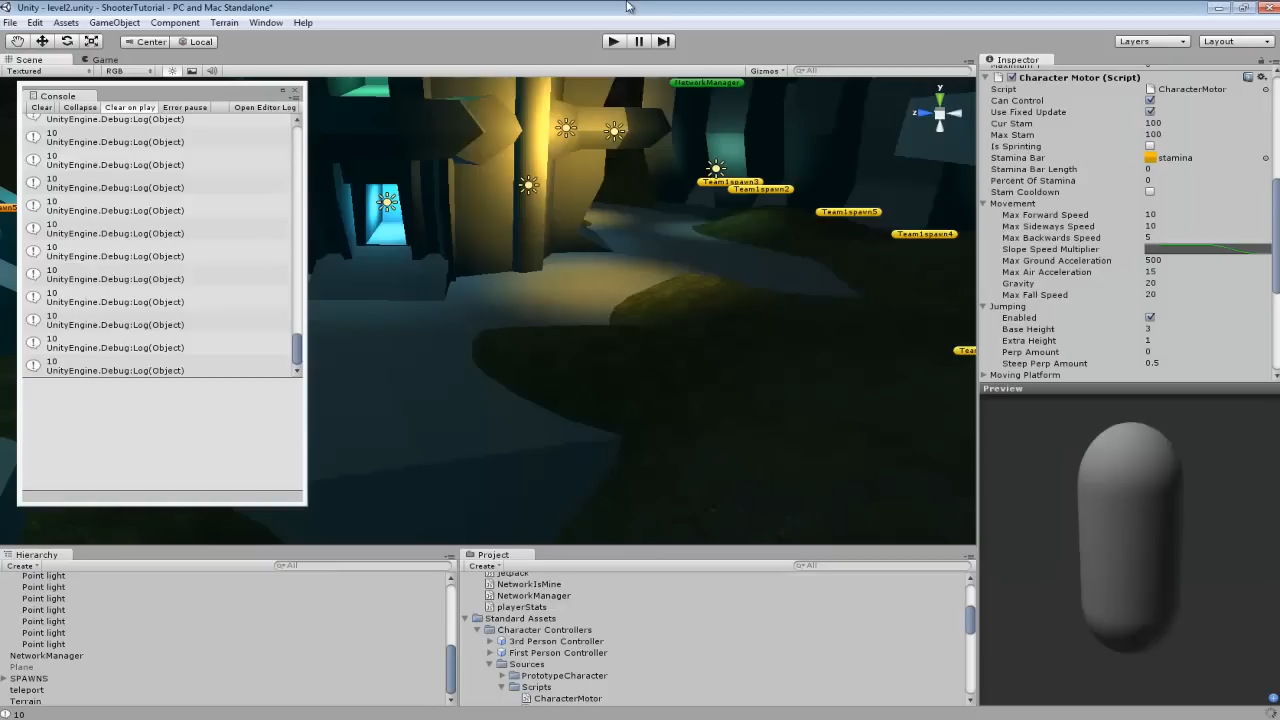 Unity - level2.unity - ShooterTutorial - PC and Mac Standalone*
File Edit Assets GameObject Component Terrain Window Help
Center Local Layers Layout
Scene Game Inspector
Textured RGB Gizmos All
Console
Clear Collapse Clear on play Error pause Open Editor Log
UnityEngine.Debug:Log(Object)
10
UnityEngine.Debug:Log(Object)
10
UnityEngine.Debug:Log(Object)
10
UnityEngine.Debug:Log(Object)
10
UnityEngine.Debug:Log(Object)
10
UnityEngine.Debug:Log(Object)
10
UnityEngine.Debug:Log(Object)
10
UnityEngine.Debug:Log(Object)
10
UnityEngine.Debug:Log(Object)
10
UnityEngine.Debug:Log(Object)
10
UnityEngine.Debug:Log(Object)
10
UnityEngine.Debug:Log(Object)
NetworkManager
Team1spawn3
Team1spawn2
Team1spawn5
Team1spawn4
Character Motor (Script)
Script CharacterMotor
Can Control
Use Fixed Update
Cur Stam 100
Max Stam 100
Is Sprinting
Stamina Bar stamina
Stamina Bar Length 0
Percent Of Stamina 0
Stam Cooldown
Movement
Max Forward Speed 10
Max Sideways Speed 10
Max Backwards Speed 5
Slope Speed Multiplier
Max Ground Acceleration 500
Max Air Acceleration 15
Gravity 20
Max Fall Speed 20
Jumping
Enabled
Base Height 3
Extra Height 1
Perp Amount 0
Steep Perp Amount 0.5
Moving Platform
Preview
Hierarchy
Create All
Point light
Point light
Point light
Point light
Point light
Point light
Point light
NetworkManager
Plane
SPAWNS
teleport
Terrain
Project
Create All
jetpack
NetworkIsMine
NetworkManager
playerStats
Standard Assets
Character Controllers
3rd Person Controller
First Person Controller
Sources
PrototypeCharacter
Scripts
CharacterMotor
10